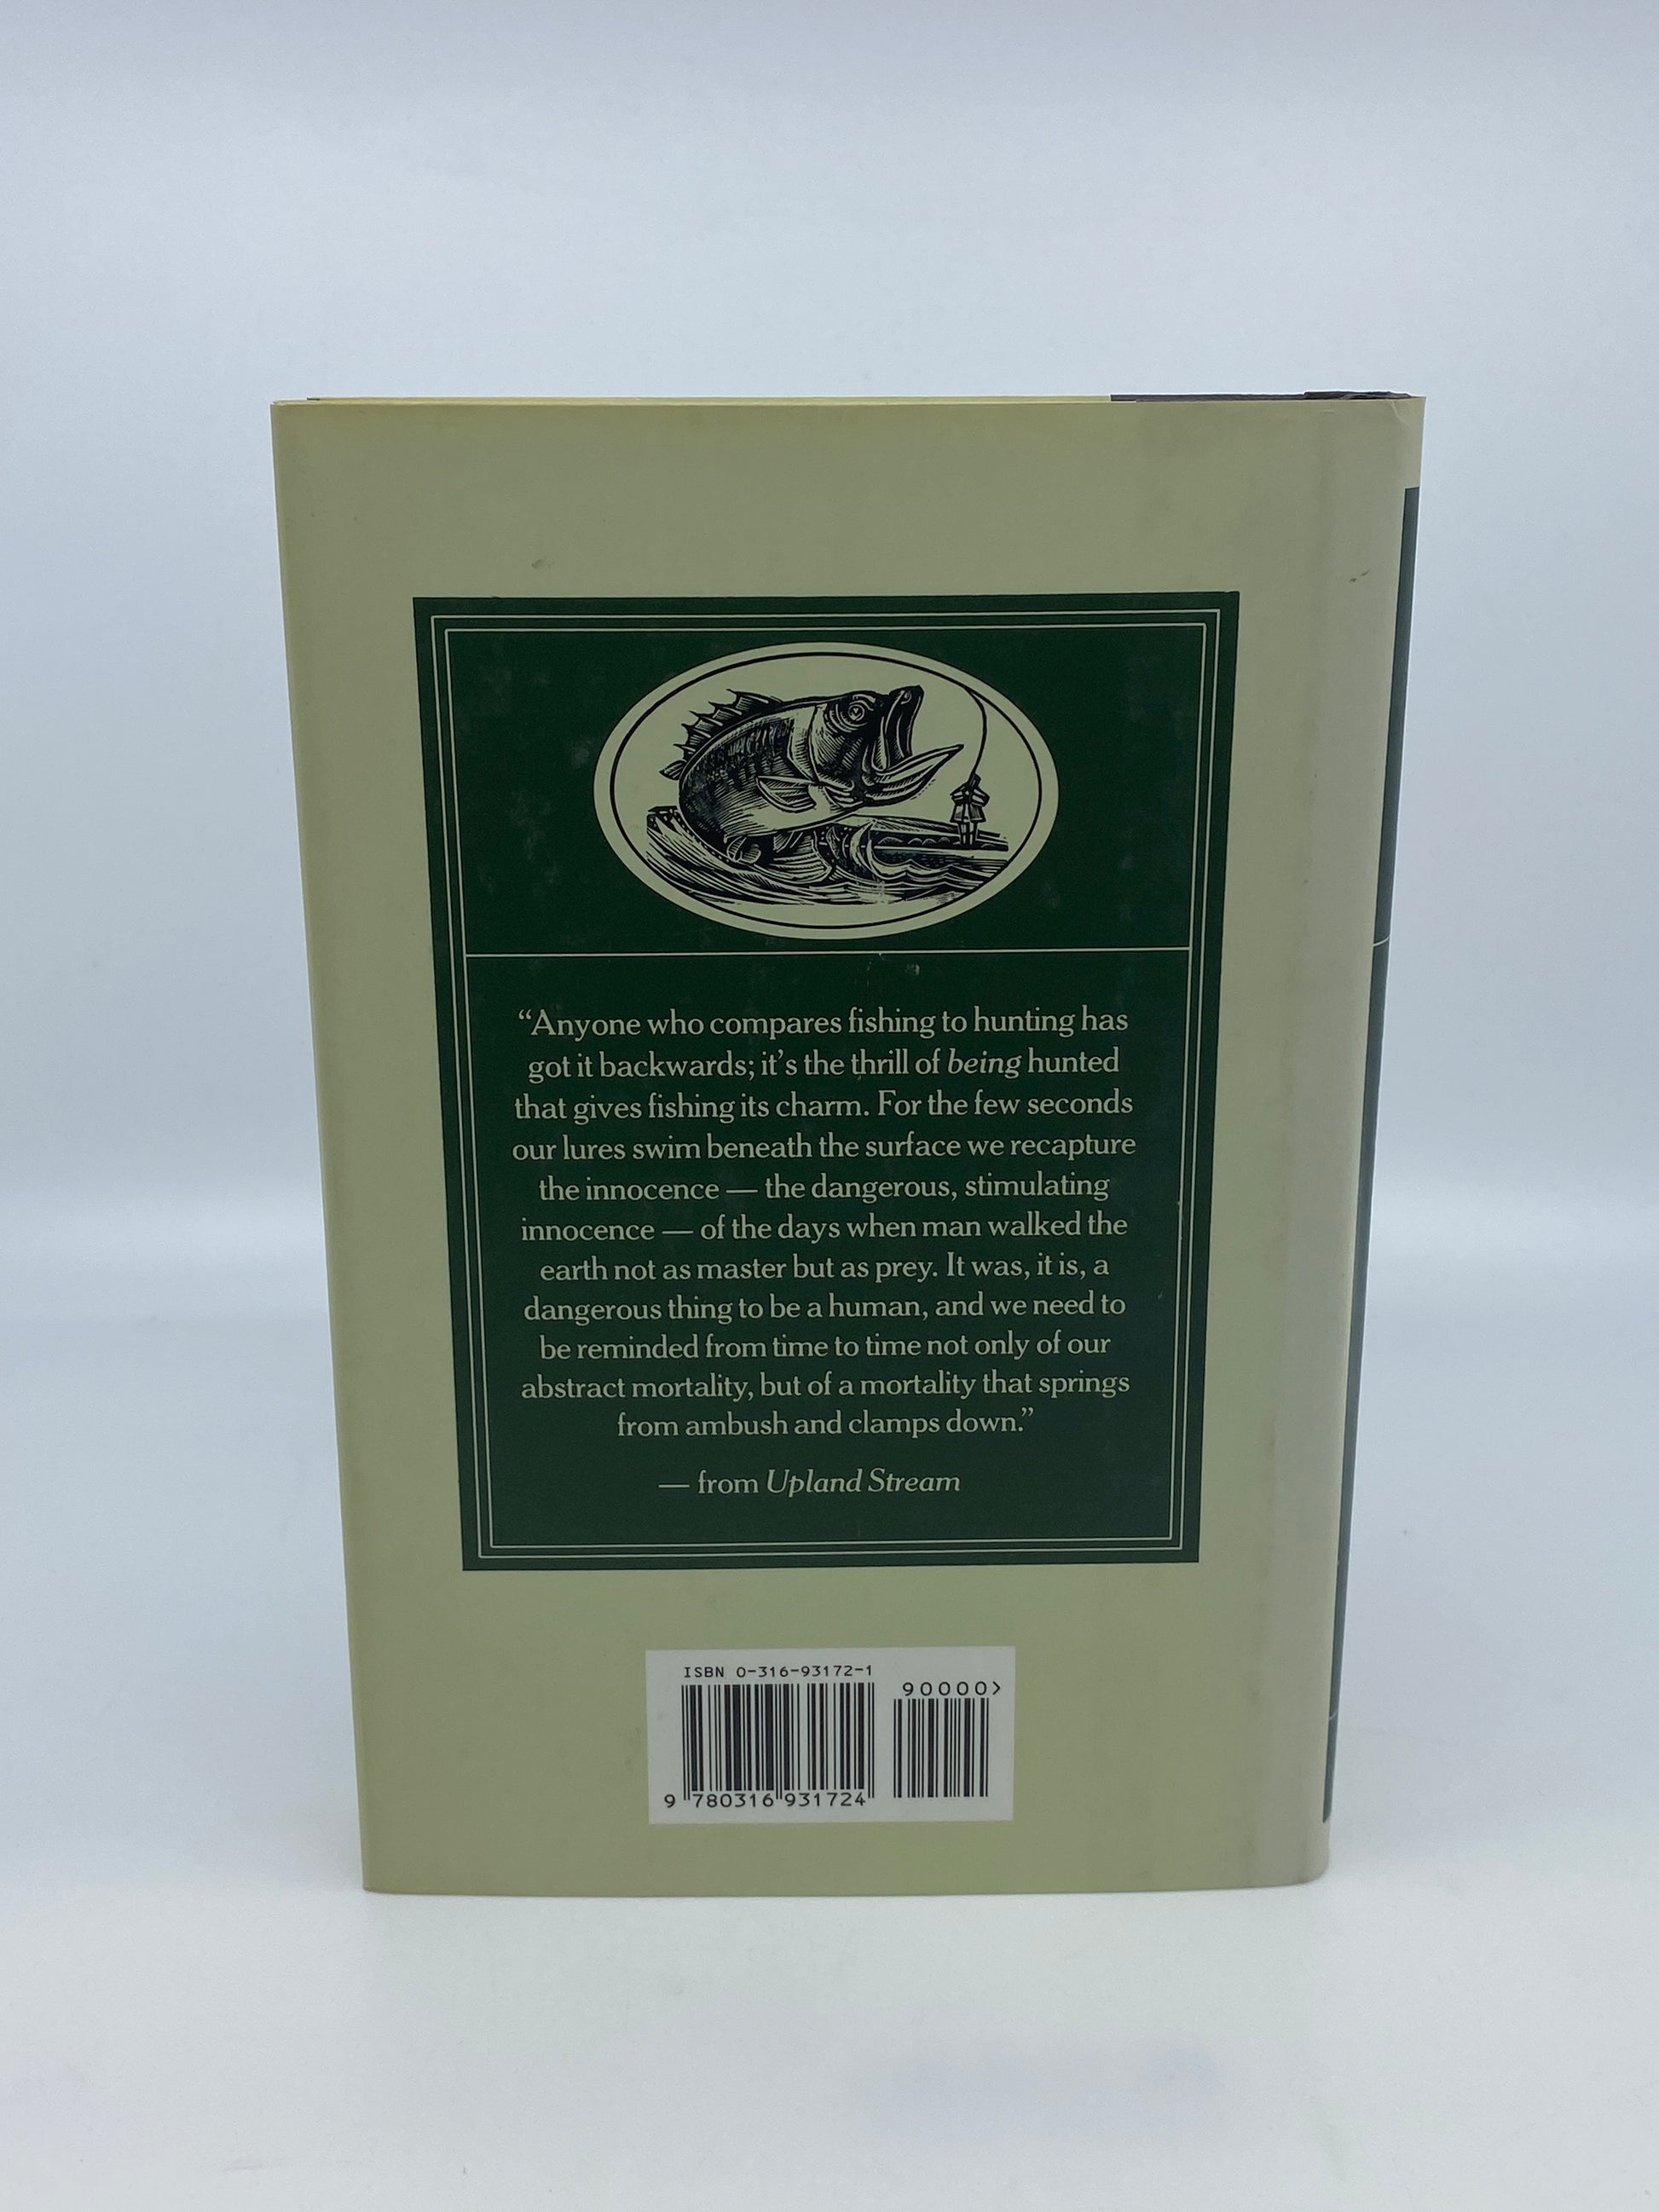 “Anyone who compares fishing to hunting has
got it backwards; it’s the thrill of being hunted
that gives fishing its charm. For the few seconds
our lures swim beneath the surface we recapture
the innocence — the dangerous, stimulating
innocence — of the days when man walked the
earth not as master but as prey. It was, it is, a
dangerous thing to be a human, and we need to
be reminded from time to time not only of our
abstract mortality, but of a mortality that springs
from ambush and clamps down.”
— from Upland Stream
ISBN 0-316-93172-1
90000>
9 780316 931724